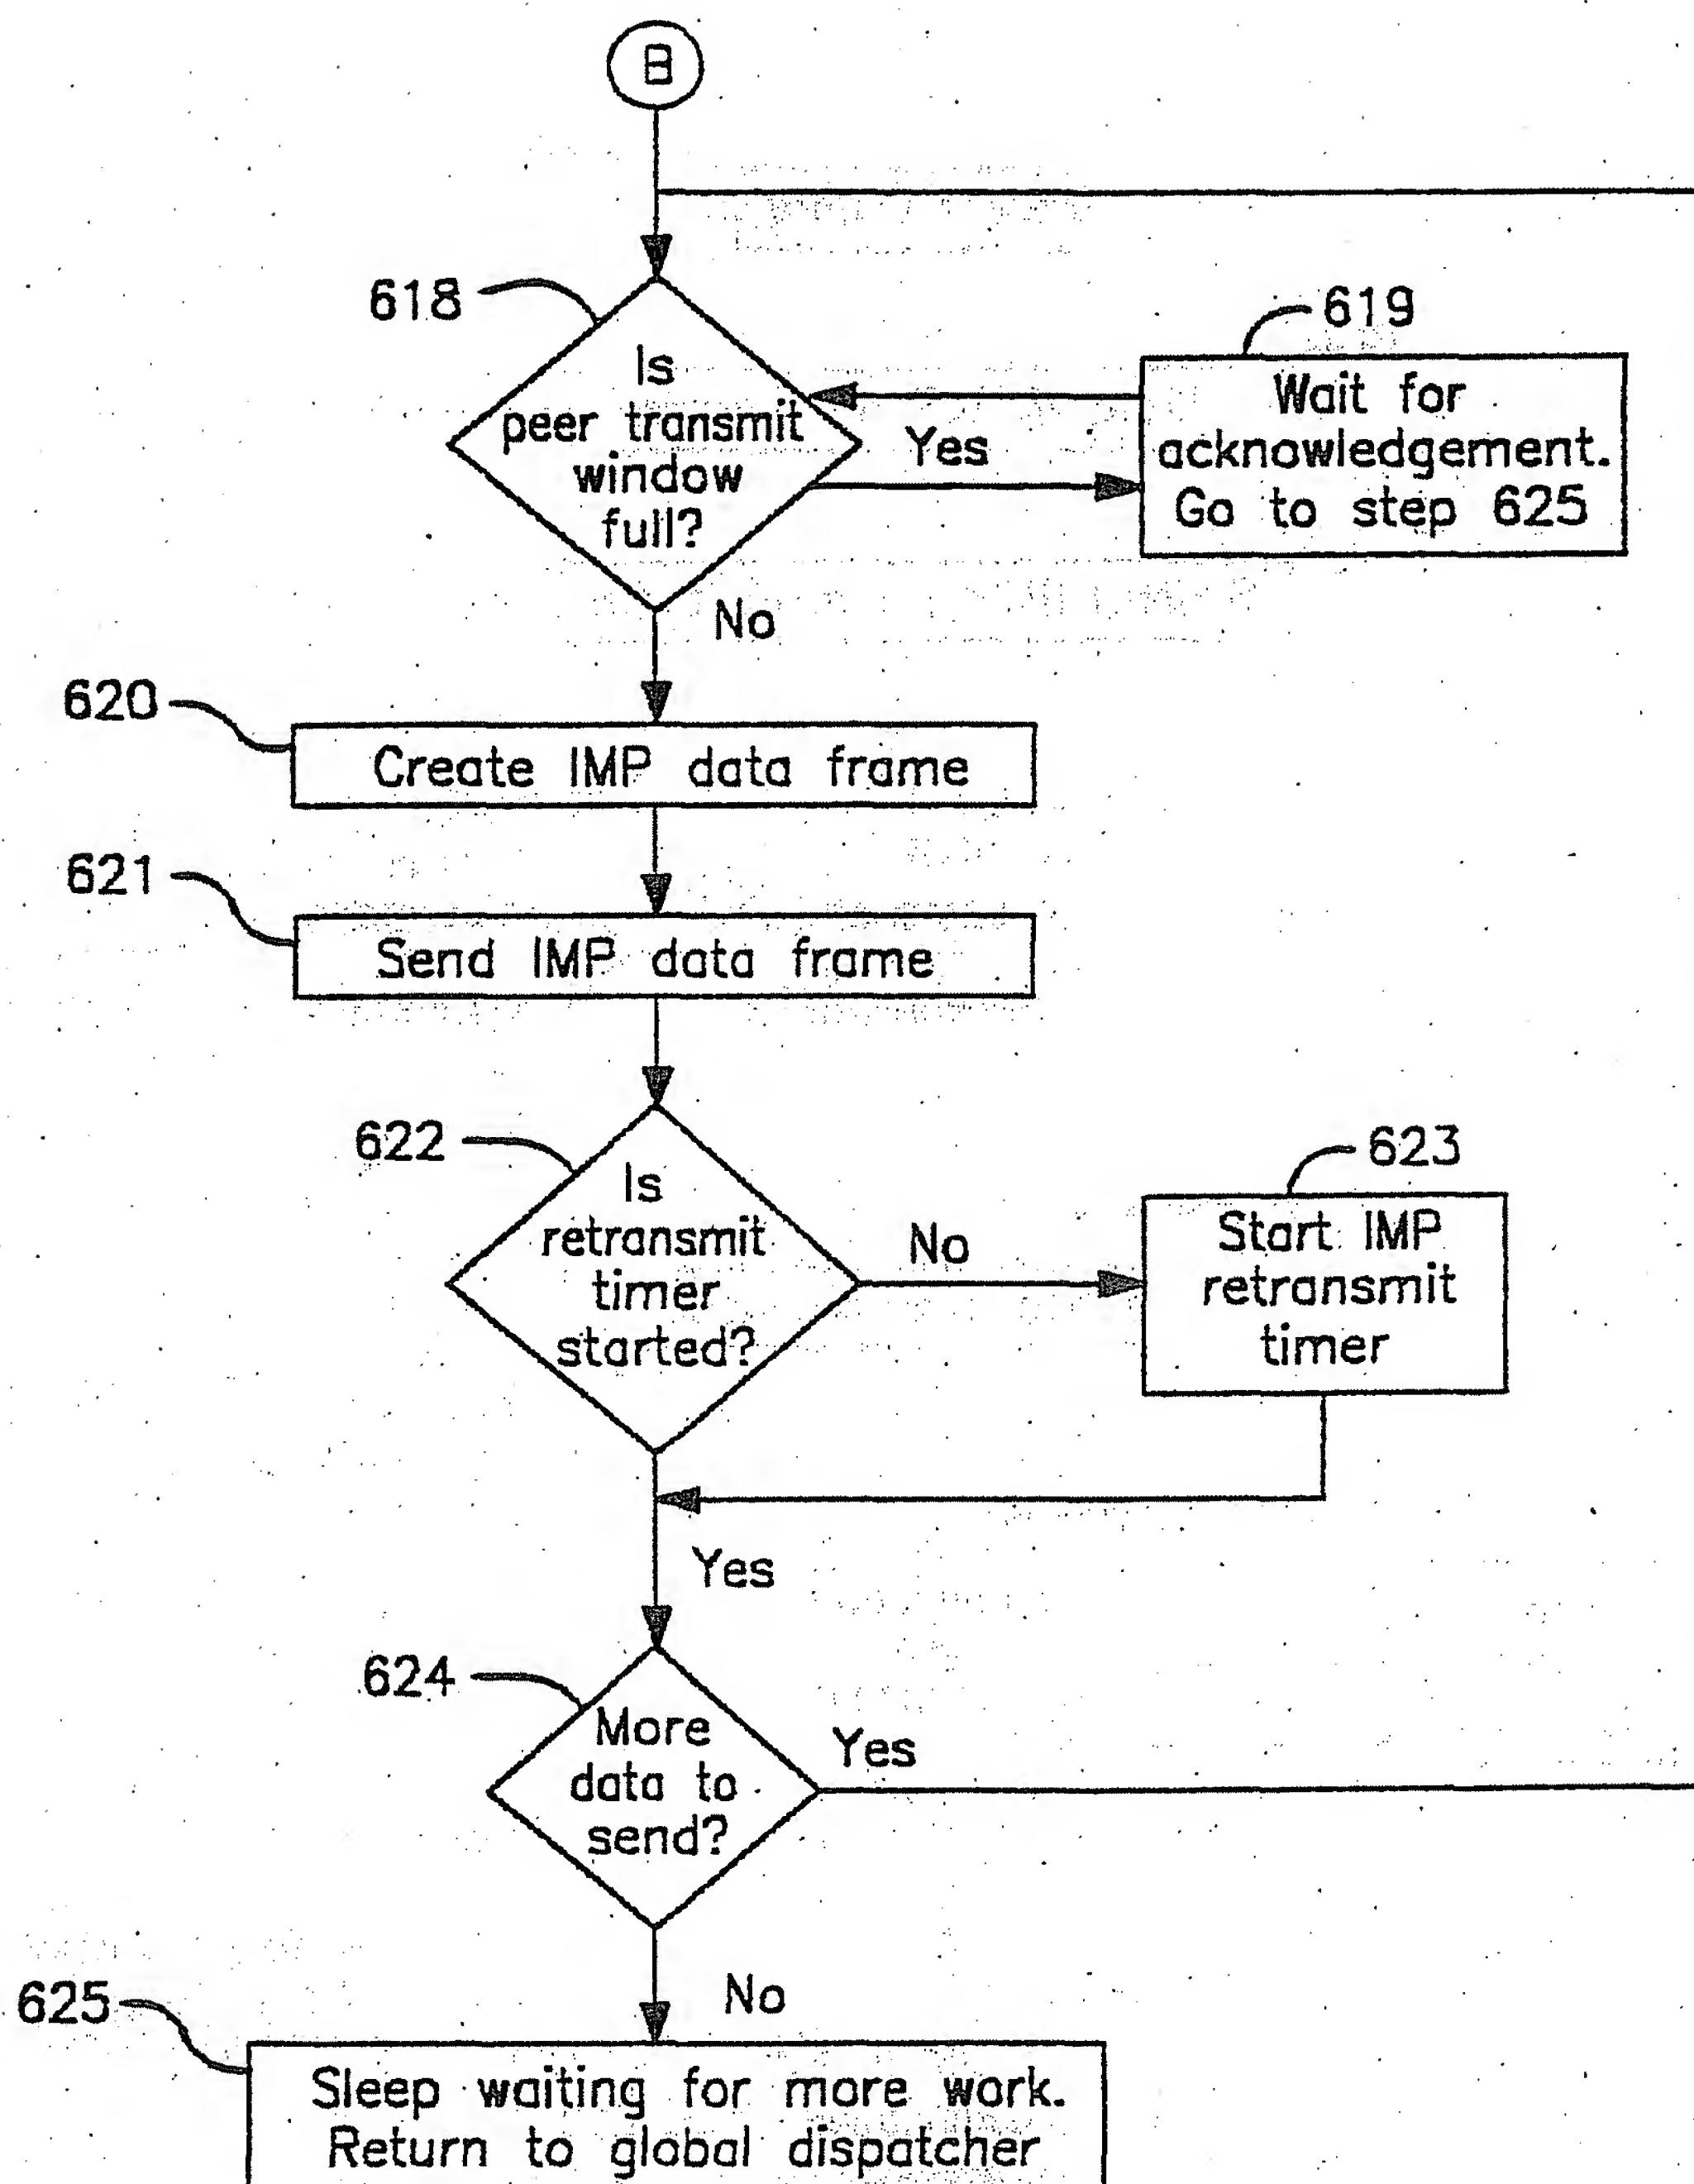 B
618
Is
peer transmit
window
full?
Yes
619
Wait for
acknowledgement.
Go to step 625
No
620
Create IMP data frame
621
Send IMP data frame
622
Is
retransmit
timer
started?
No
623
Start IMP
retransmit
timer
Yes
624
More
data to
send?
Yes
No
625
Sleep waiting for more work.
Return to global dispatcher